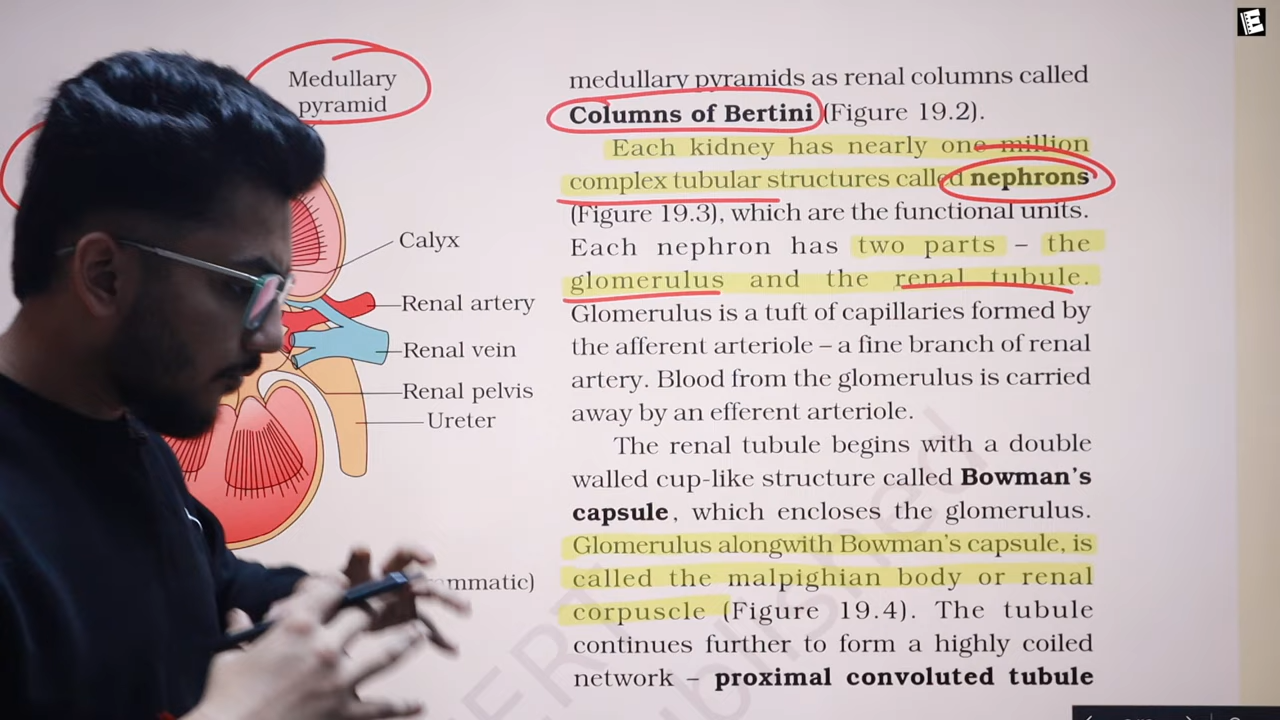 Medullary
pyramid
Calyx
Renal artery
Renal vein
Renal pelvis
Ureter
medullary pyramids as renal columns called
Columns of Bertini (Figure 19.2).
Each kidney has nearly one million
complex tubular structures called nephrons
(Figure 19.3), which are the functional units.
Each nephron has two parts – the
glomerulus and the renal tubule.
Glomerulus is a tuft of capillaries formed by
the afferent arteriole – a fine branch of renal
artery. Blood from the glomerulus is carried
away by an efferent arteriole.
The renal tubule begins with a double
walled cup-like structure called Bowman's
capsule, which encloses the glomerulus.
Glomerulus alongwith Bowman's capsule, is
called the malpighian body or renal
corpuscle (Figure 19.4). The tubule
continues further to form a highly coiled
network – proximal convoluted tubule